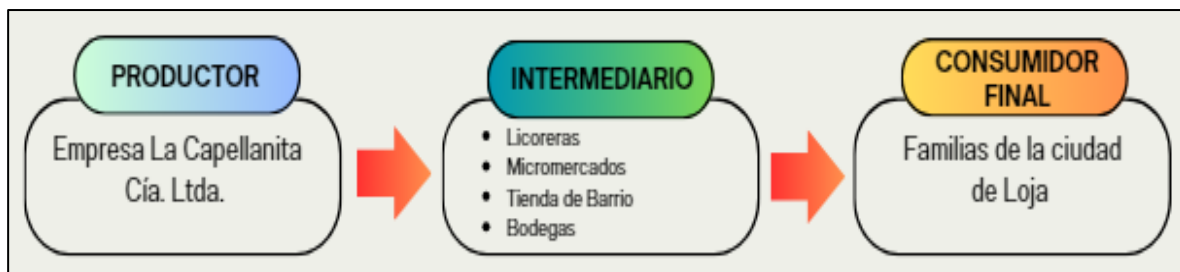 PRODUCTOR
Empresa La Capellanita
Cía. Ltda.
INTERMEDIARIO
• Licoreras
• Micromercados
• Tienda de Barrio
• Bodegas
CONSUMIDOR
FINAL
Familias de la ciudad
de Loja